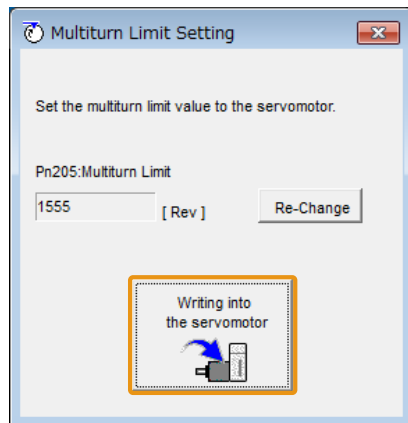 Multiturn Limit Setting
Set the multiturn limit value to the servomotor.
Pn205:Multiturn Limit
1555 [ Rev ] Re-Change
Writing into
the servomotor